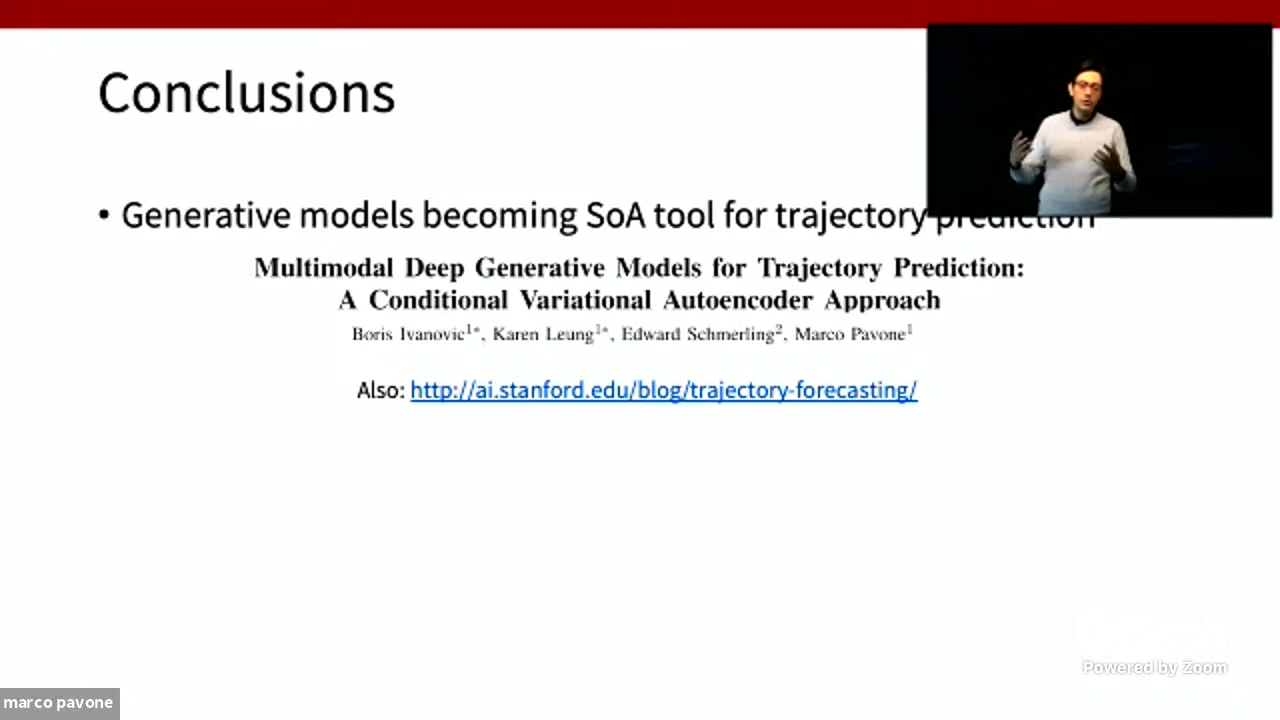 Conclusions
• Generative models becoming SoA tool for trajectory prediction
Multimodal Deep Generative Models for Trajectory Prediction:
A Conditional Variational Autoencoder Approach
Boris Ivanovic¹*, Karen Leung¹*, Edward Schmerling², Marco Pavone¹
Also: http://ai.stanford.edu/blog/trajectory-forecasting/
Powered by Zoom
marco pavone